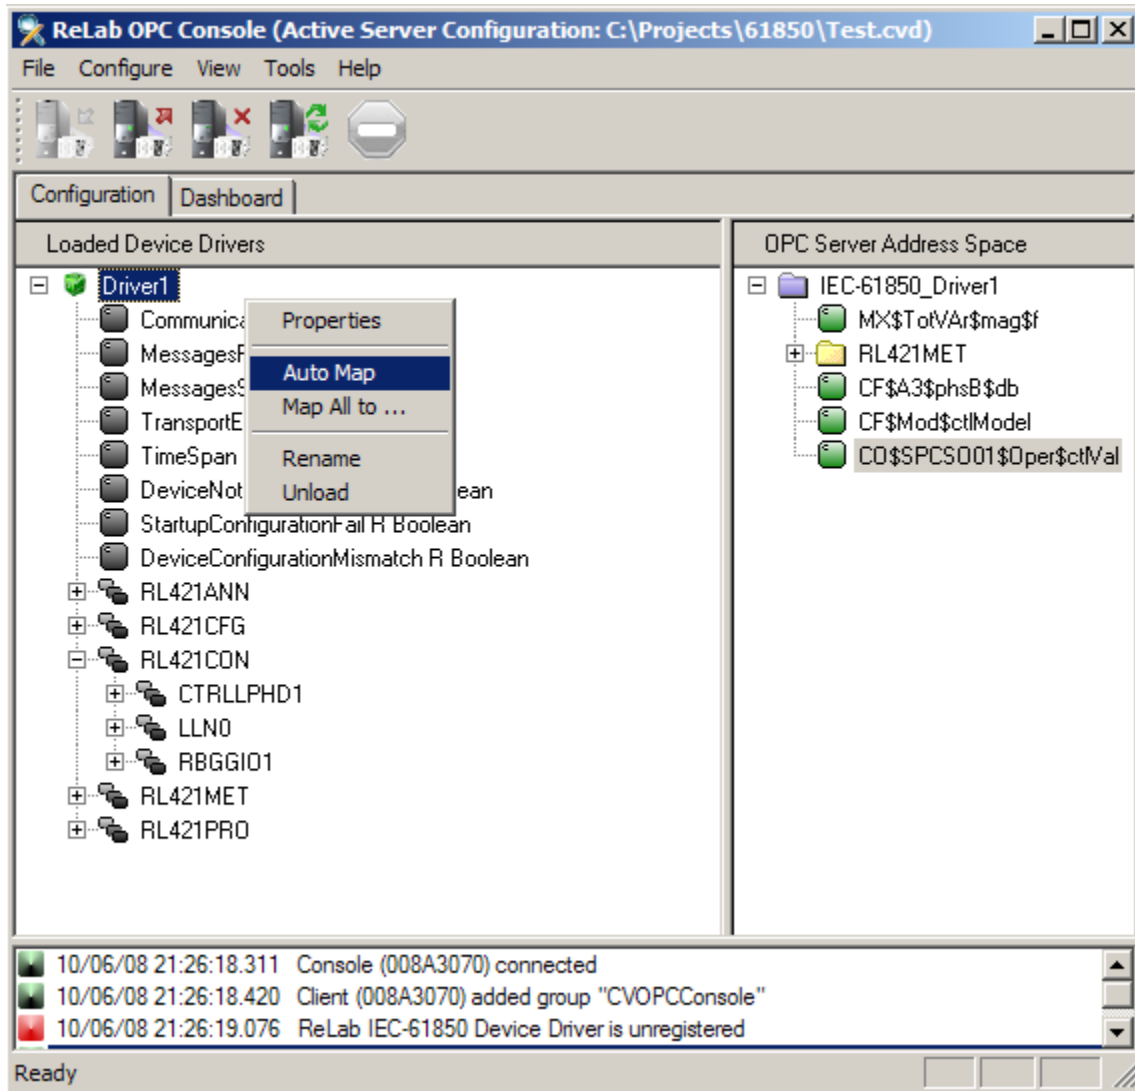 ReLab OPC Console (Active Server Configuration: C:\Projects\61850\Test.cvd)
File Configure View Tools Help
Configuration Dashboard
Loaded Device Drivers
Driver1
Properties
Auto Map
Map All to ...
Rename
Unload
Communica
Messages
Messages
TransportE
TimeSpan
DeviceNot ean
StartupConfigurationFail R Boolean
DeviceConfigurationMismatch R Boolean
RL421ANN
RL421CFG
RL421CON
CTRLLPHD1
LLN0
RBGGIO1
RL421MET
RL421PRO
OPC Server Address Space
IEC-61850_Driver1
MX$TotVAr$mag$f
RL421MET
CF$A3$phsB$db
CF$Mod$ctlModel
CO$SPCSO01$Oper$ctlVal
10/06/08 21:26:18.311 Console (008A3070) connected
10/06/08 21:26:18.420 Client (008A3070) added group "CVOPCConsole"
10/06/08 21:26:19.076 ReLab IEC-61850 Device Driver is unregistered
Ready